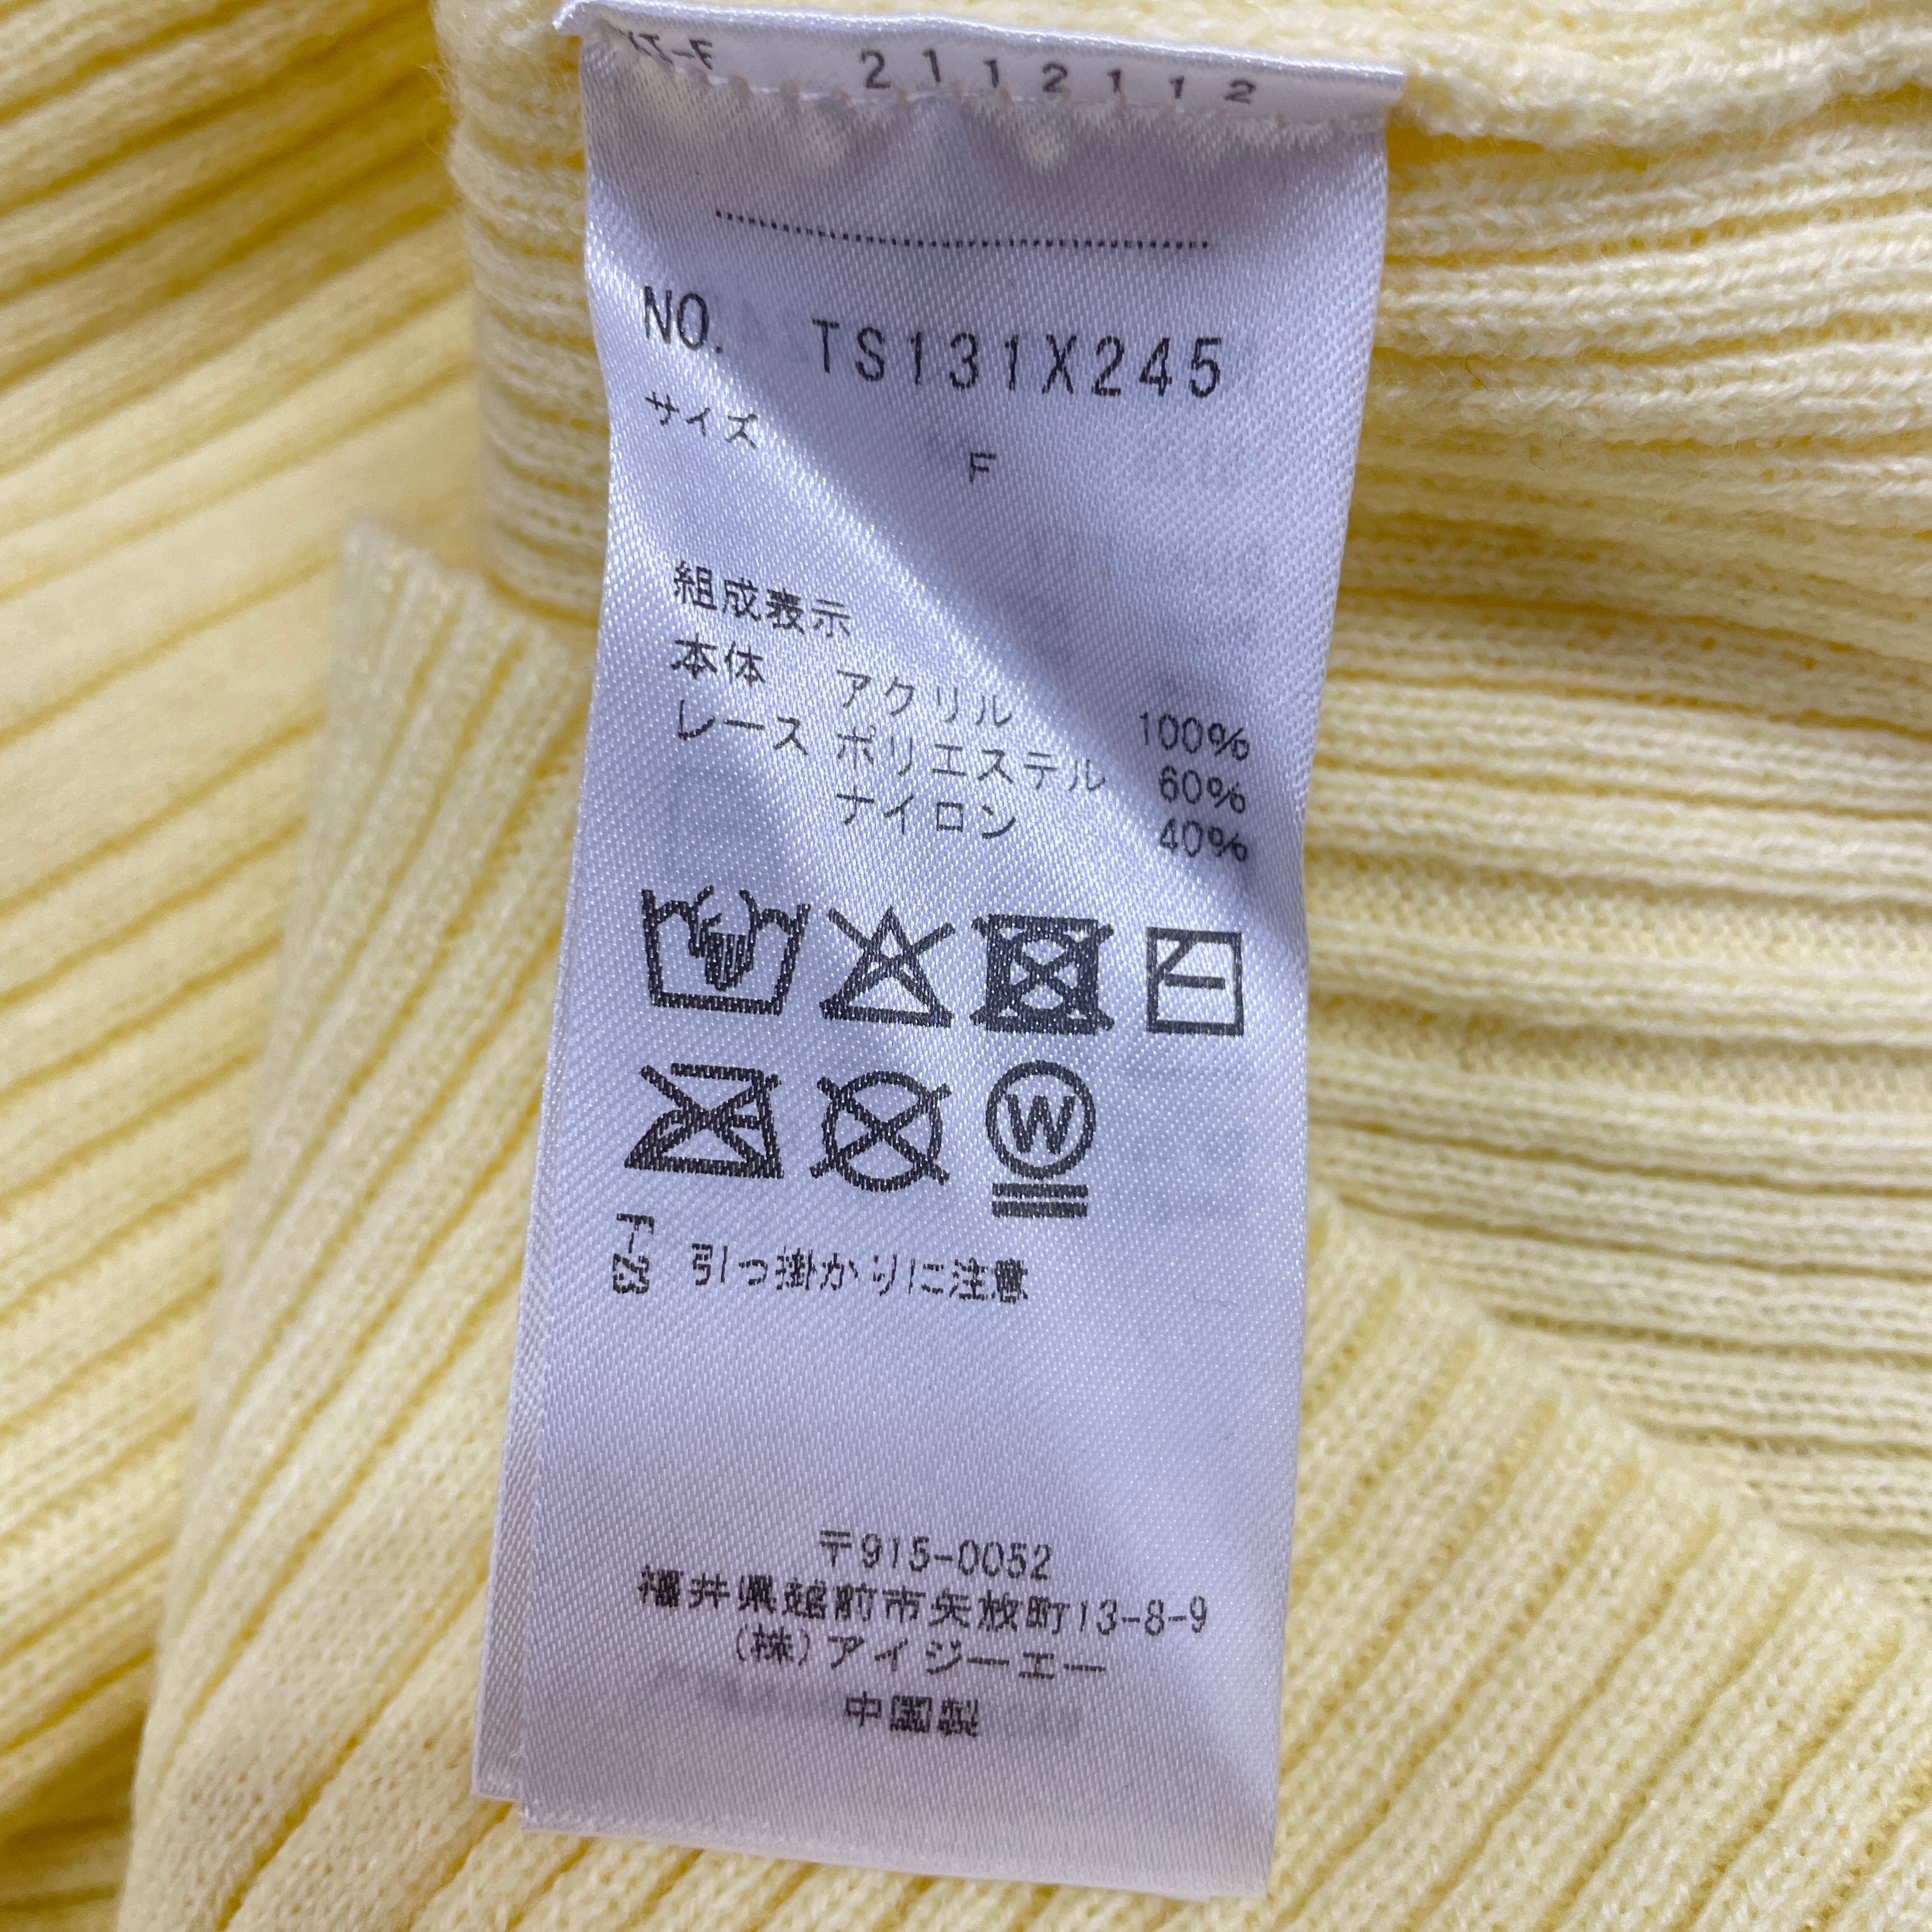 2112112
NO. TS131X245
サイズ F
組成表示
本体 アクリル 100%
レース ポリエステル 60%
ナイロン 40%
W
引っ掛かりに注意
〒915-0052
福井県越前市矢放町13-8-9
(株)アイジーエー
中国製